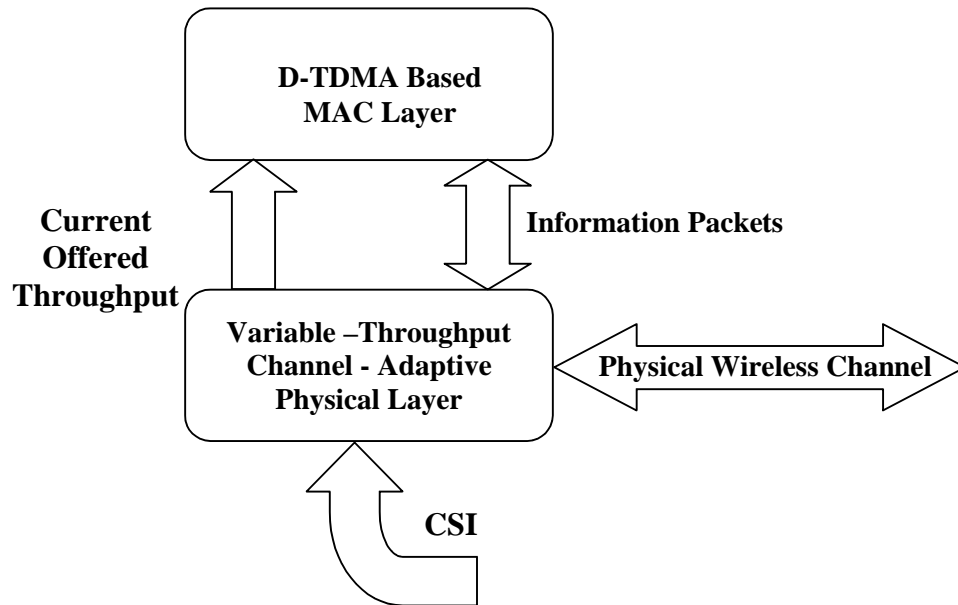 D-TDMA Based
MAC Layer
Current
Offered
Throughput
Information Packets
Variable –Throughput
Channel - Adaptive
Physical Layer
Physical Wireless Channel
CSI